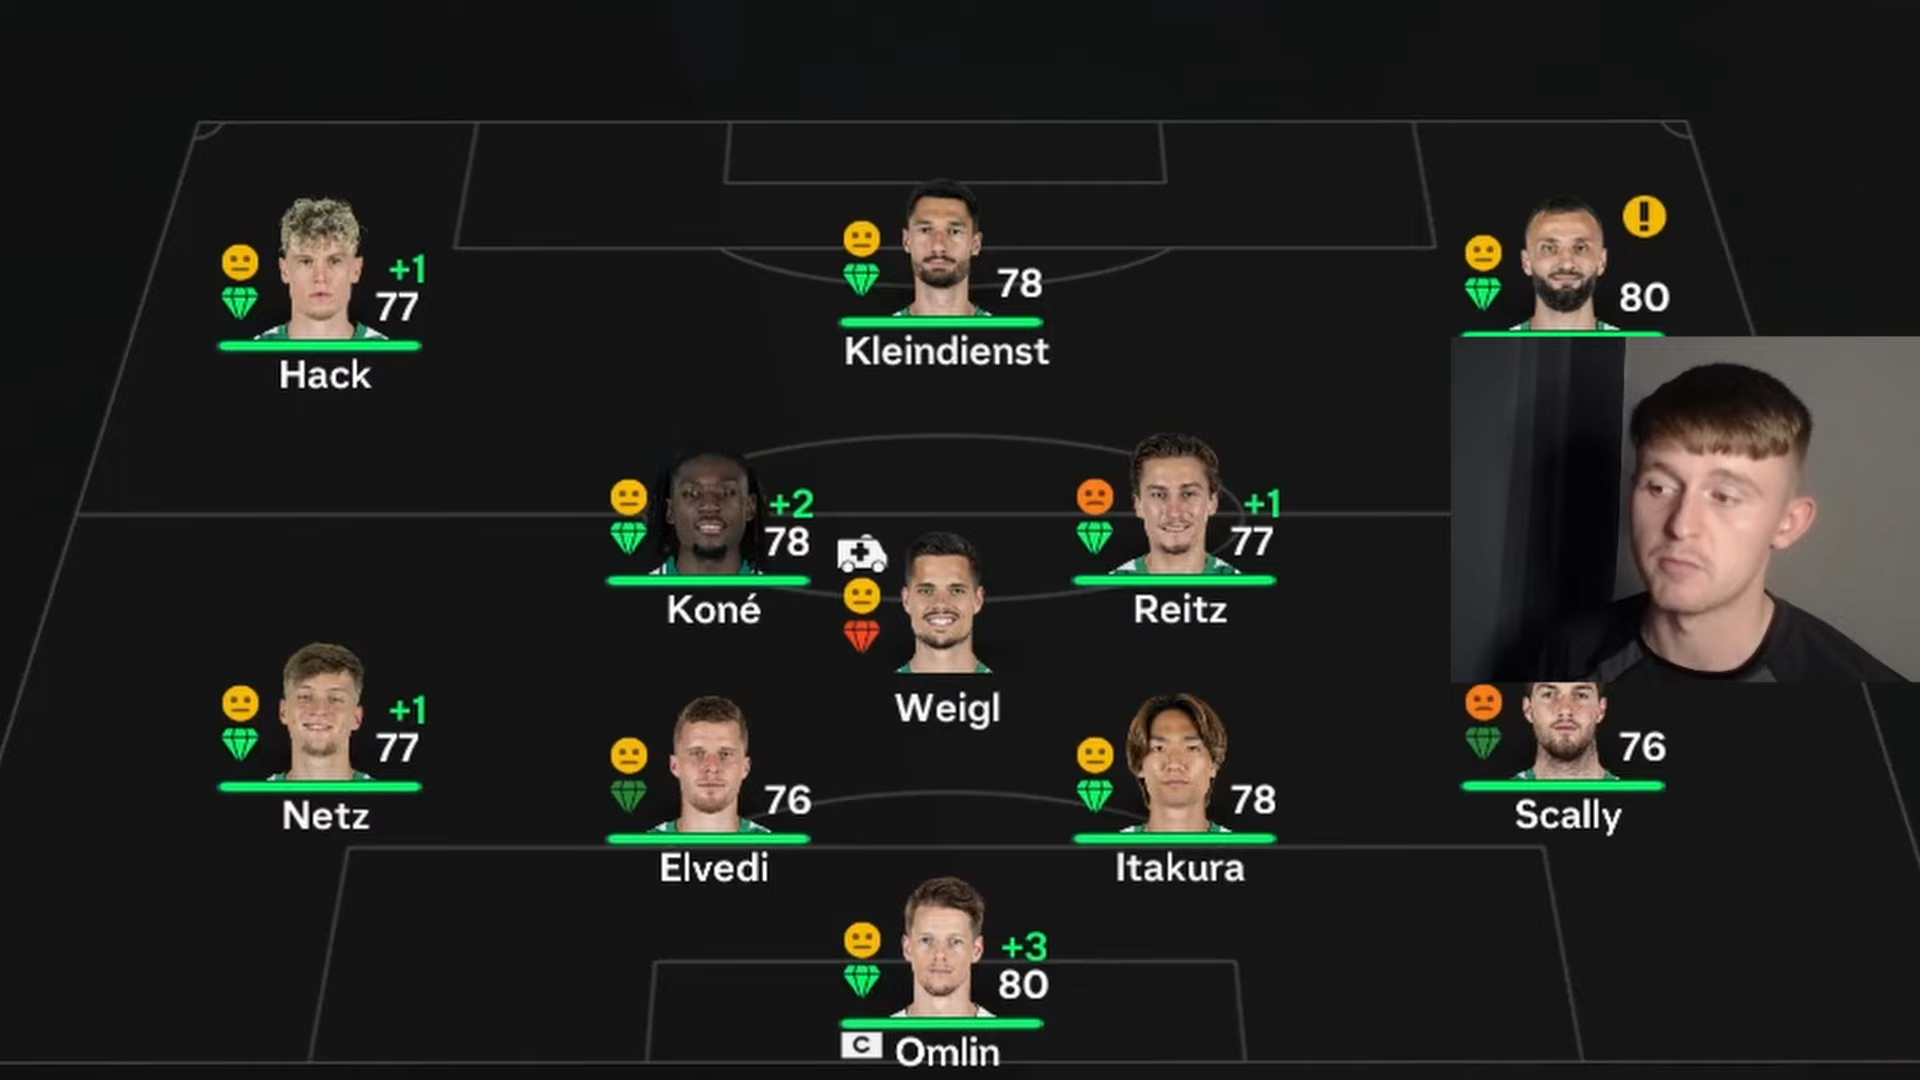 +1
77
Hack
78
Kleindienst
!
80
+2
78
Koné
+1
77
Reitz
Weigl
+1
77
Netz
76
Elvedi
78
Itakura
76
Scally
+3
80
C Omlin